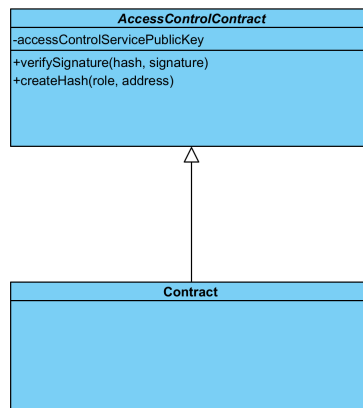 AccessControlContract
-accessControlServicePublicKey
+verifySignature(hash, signature)
+createHash(role, address)
Contract